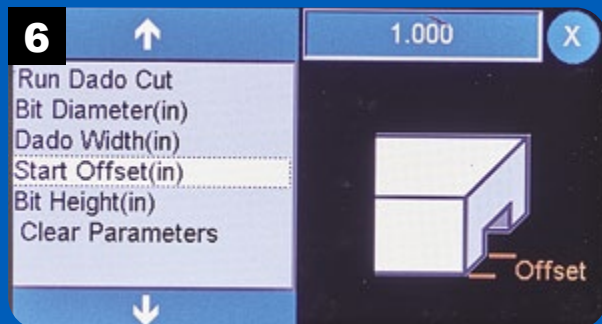 6
1.000
X
Run Dado Cut
Bit Diameter(in)
Dado Width(in)
Start Offset(in)
Bit Height(in)
Clear Parameters
Offset